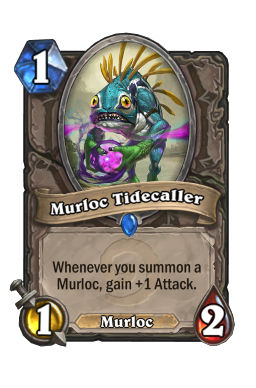 1
Murloc Tidecaller
Whenever you summon a
Murloc, gain +1 Attack.
1
Murloc
2